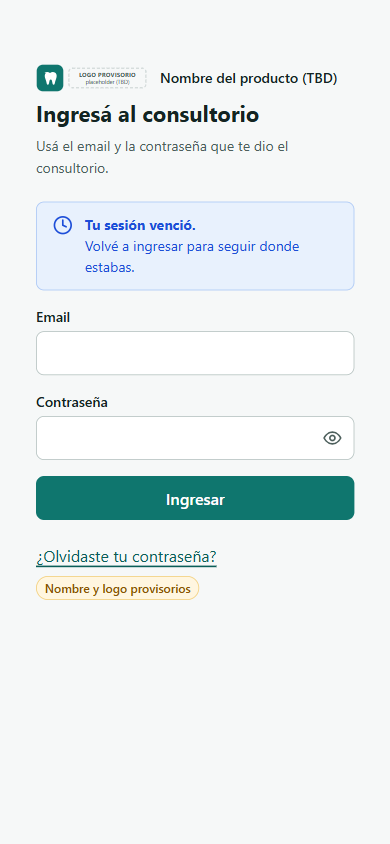 LOGO PROVISORIO
placeholder (TBD)
Nombre del producto (TBD)
Ingresá al consultorio
Usá el email y la contraseña que te dio el
consultorio.
Tu sesión venció.
Volvé a ingresar para seguir donde
estabas.
Email
Contraseña
Ingresar
¿Olvidaste tu contraseña?
Nombre y logo provisorios